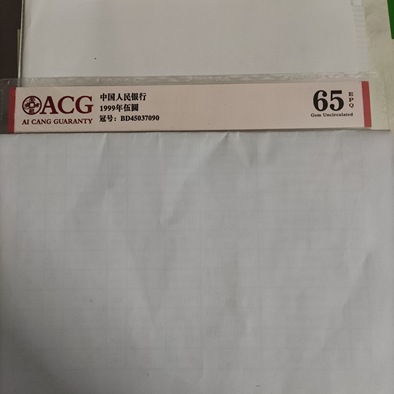 ACG
AI CANG GUARANTY
中国人民银行
1999年伍圆
冠号：BD45037090
65
EPQ
Gem Uncirculated